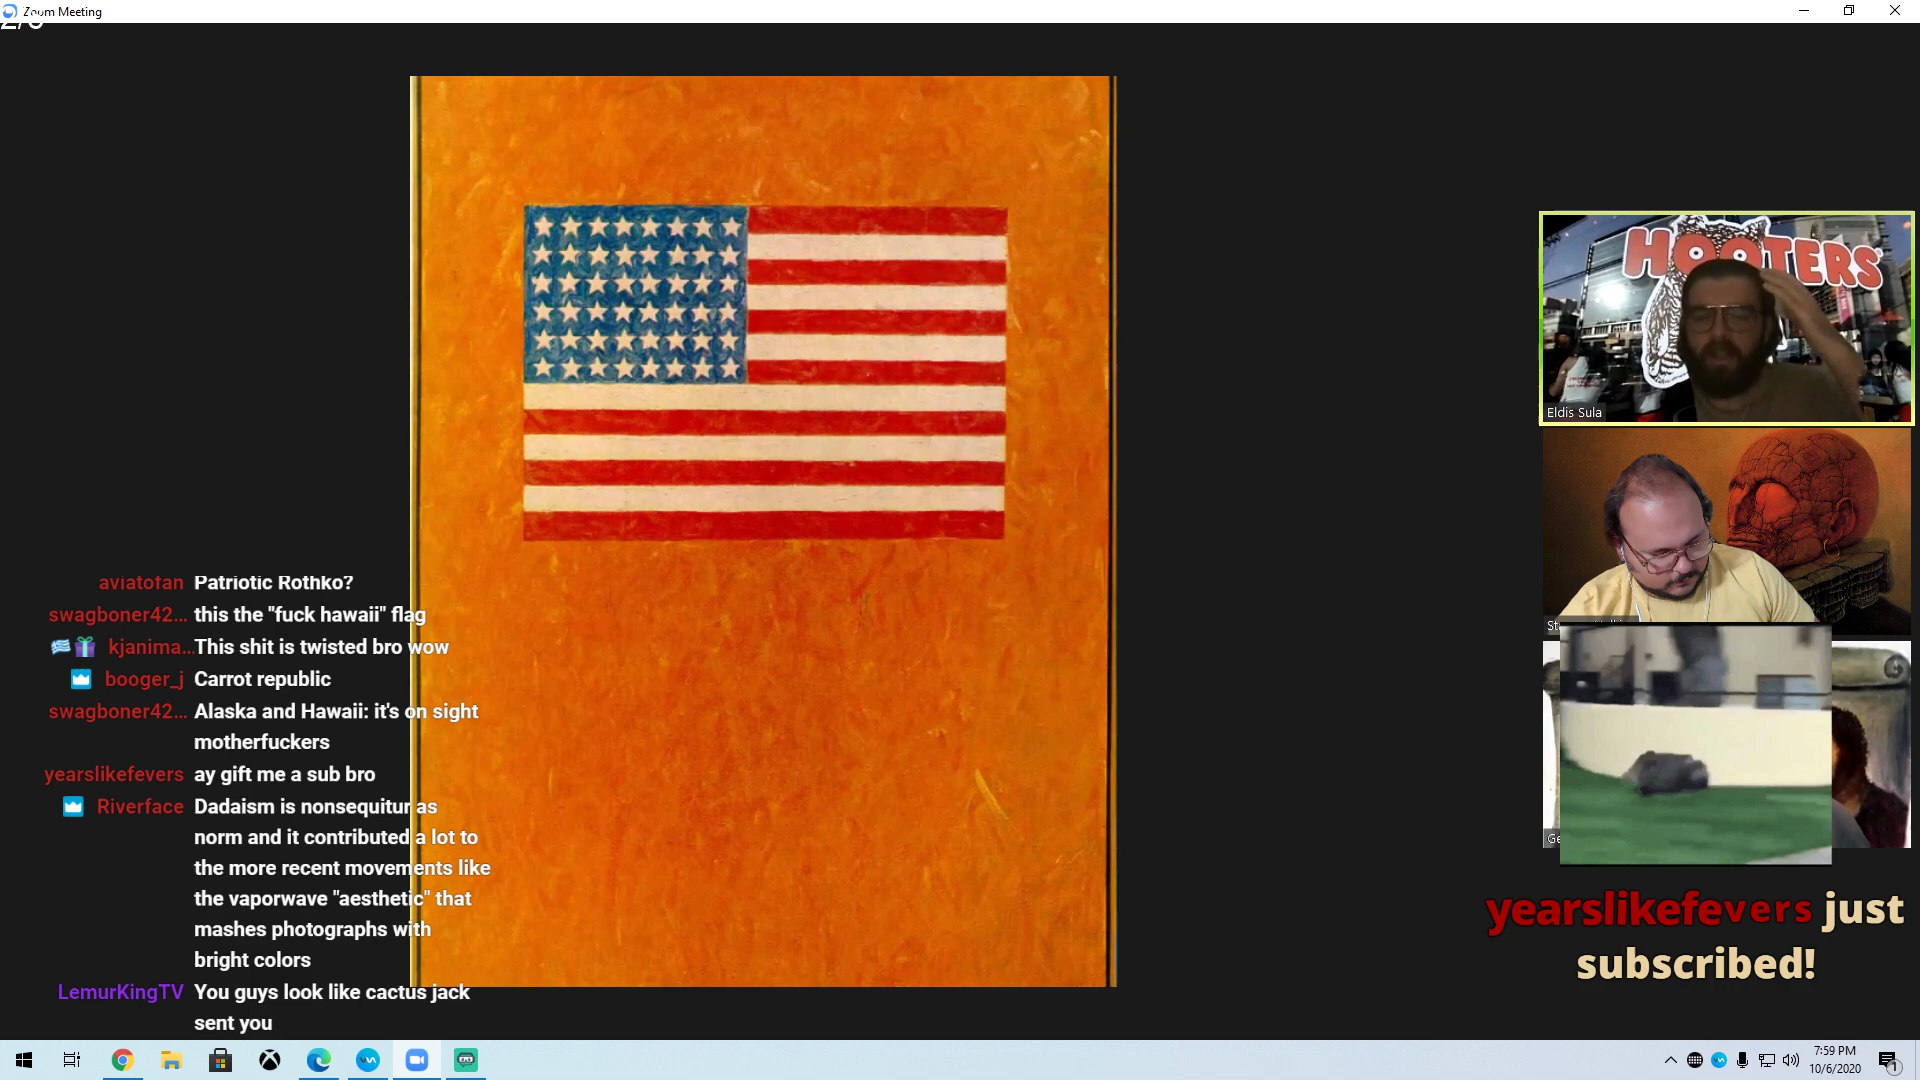 Zoom Meeting
HOOTERS
Eldis Sula
aviatofan Patriotic Rothko?
swagboner42... this the "fuck hawaii" flag
kjanima... This shit is twisted bro wow
booger_j Carrot republic
swagboner42... Alaska and Hawaii: it's on sight
motherfuckers
yearslikefevers ay gift me a sub bro
Riverface Dadaism is nonsequitur as
norm and it contributed a lot to
the more recent movements like
the vaporwave "aesthetic" that
mashes photographs with
bright colors
LemurKingTV You guys look like cactus jack
sent you
Ge
yearslikefevers just
subscribed!
7:59 PM
10/6/2020
1